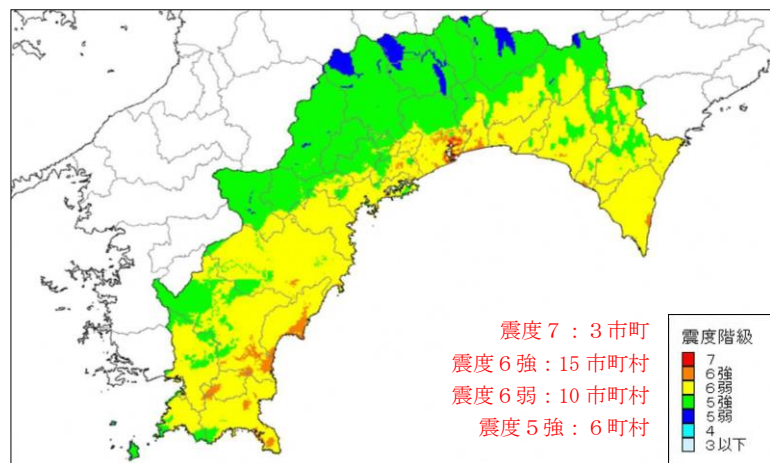 震度７：３市町
震度６強：15 市町村
震度６弱：10 市町村
震度５強：６町村
震度階級
7
6強
6弱
5強
5弱
4
3以下